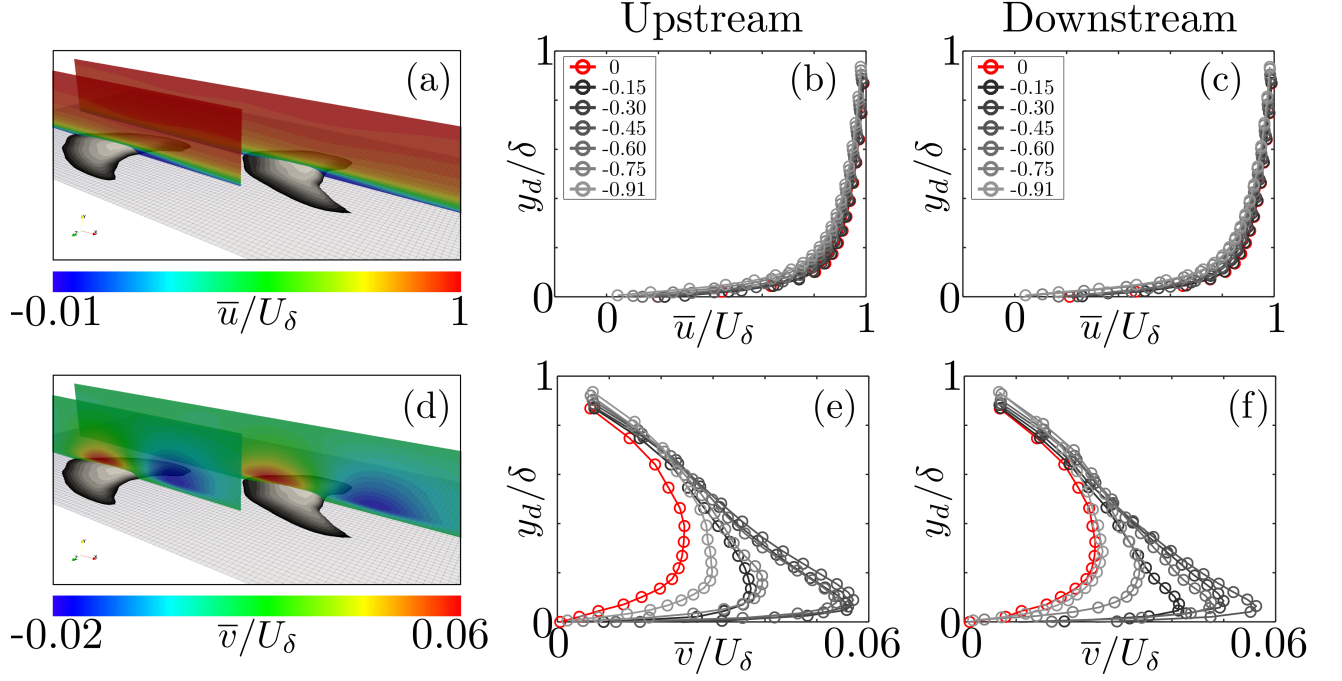 Upstream
Downstream
(a)
-0.01 u̅/U_δ 1
1
(b)
0
-0.15
-0.30
-0.45
-0.60
-0.75
-0.91
y_d/δ
0
0 u̅/U_δ 1
1
(c)
0
-0.15
-0.30
-0.45
-0.60
-0.75
-0.91
y_d/δ
0
0 u̅/U_δ 1
(d)
-0.02 v̅/U_δ 0.06
1
(e)
y_d/δ
0
0 v̅/U_δ 0.06
1
(f)
y_d/δ
0
0 v̅/U_δ 0.06